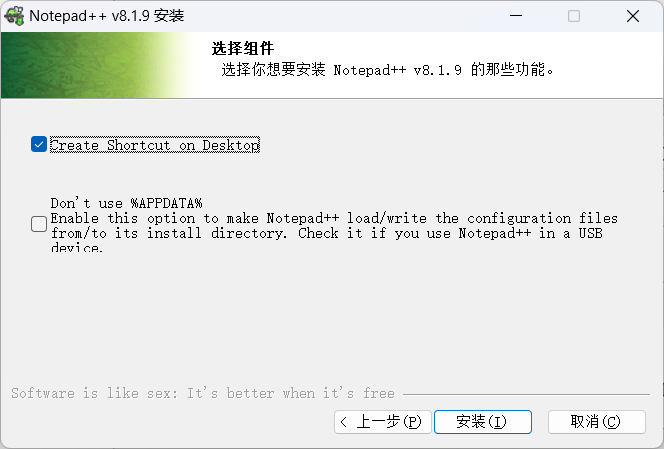 Notepad++ v8.1.9 安装
选择组件
选择你想要安装 Notepad++ v8.1.9 的那些功能。
Create Shortcut on Desktop
Don't use %APPDATA%
Enable this option to make Notepad++ load/write the configuration files
from/to its install directory. Check it if you use Notepad++ in a USB
device.
Software is like sex: It's better when it's free
< 上一步(P)
安装(I)
取消(C)